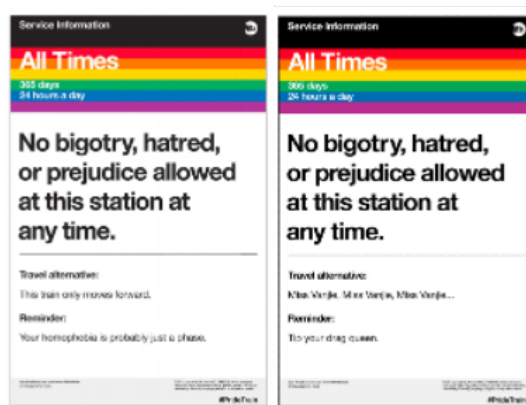 Service Information
All Times
365 days
24 hours a day
No bigotry, hatred,
or prejudice allowed
at this station at
any time.
Travel alternative:
This train only moves forward.
Reminder:
Your homophobia is probably just a phase.
#PrideTrain
Service Information
All Times
365 days
24 hours a day
No bigotry, hatred,
or prejudice allowed
at this station at
any time.
Travel alternative:
Miss Vanjie, Miss Vanjie, Miss Vanjie...
Reminder:
Tip your drag queen.
#PrideTrain